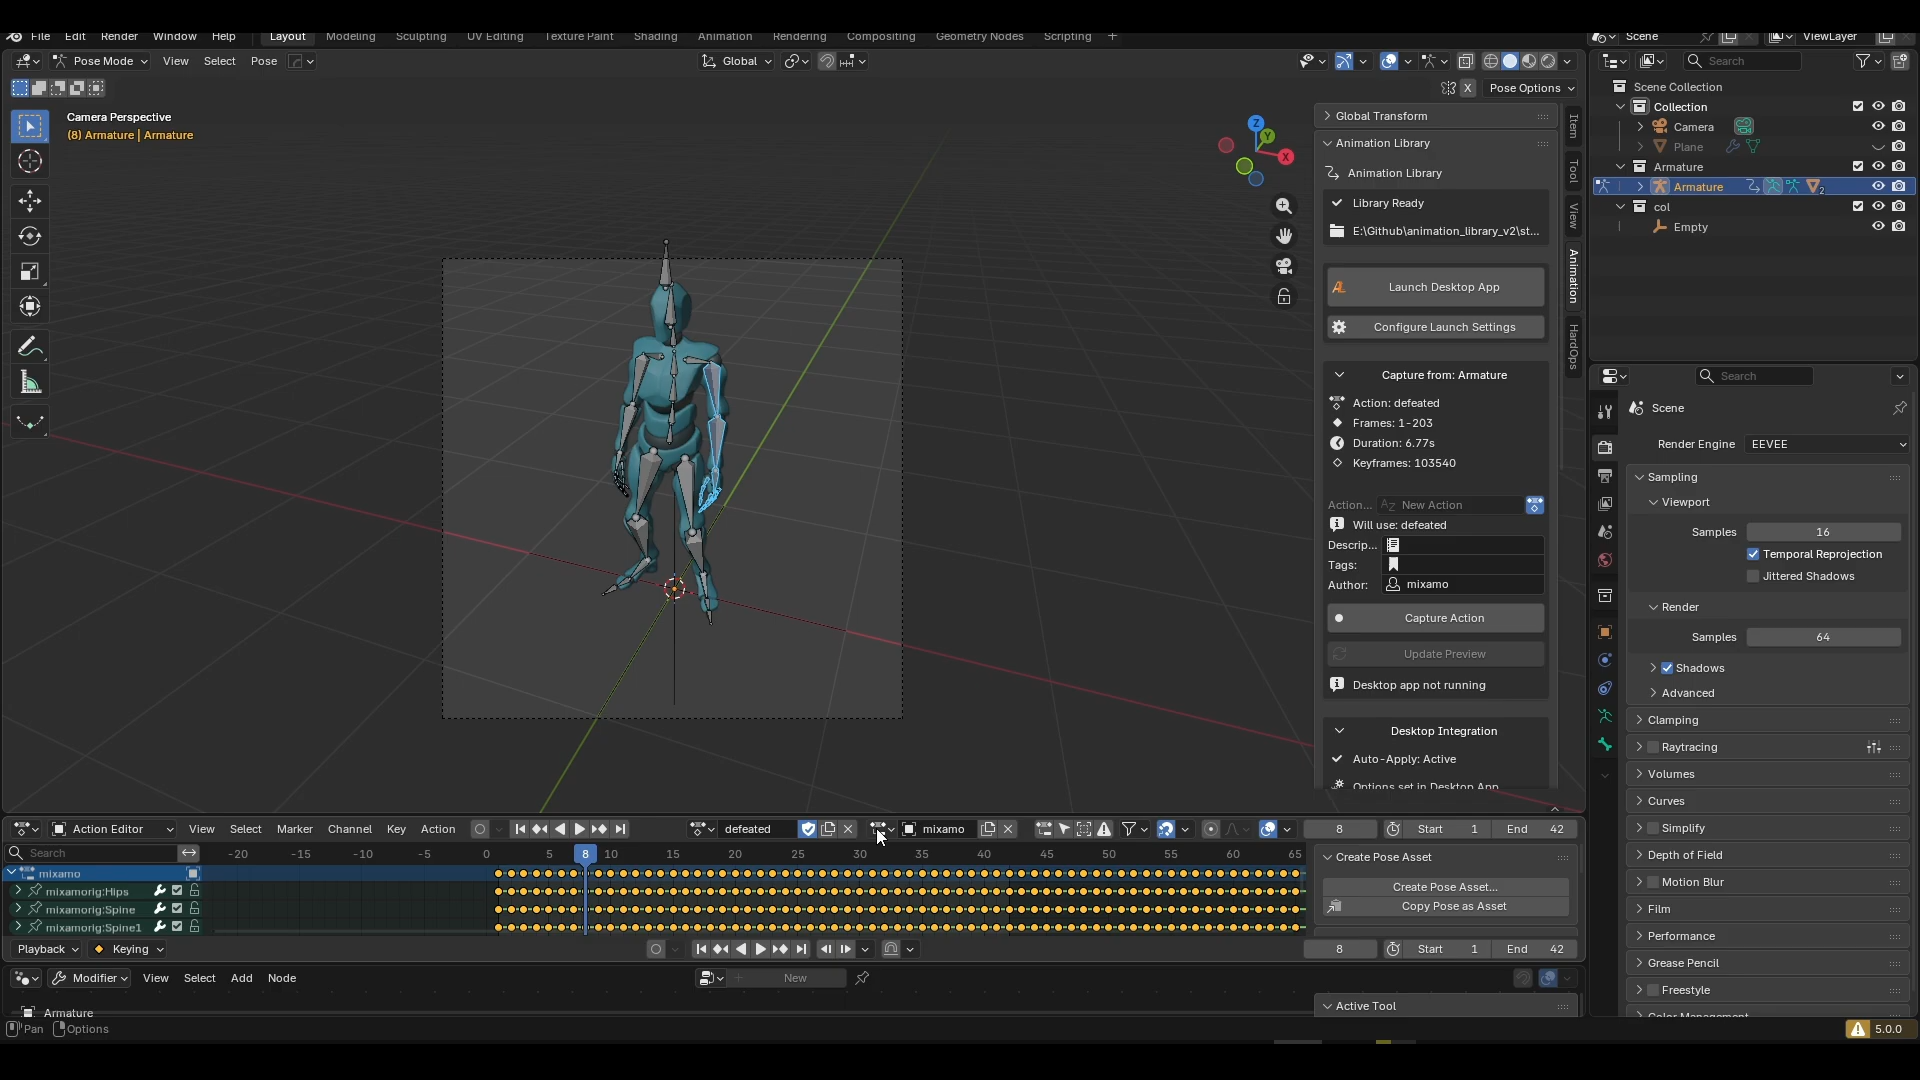 File Edit Render Window Help Layout Modeling Sculpting UV Editing Texture Paint Shading Animation Rendering Compositing Geometry Nodes Scripting + Scene ViewLayer
Pose Mode View Select Pose Global Search
X Pose Options
Camera Perspective
(8) Armature | Armature
Z
Y
X
Item
Tool
View
Animation
HardOps
Global Transform
Animation Library
Animation Library
Library Ready
E:\Github\animation_library_v2\st...
Launch Desktop App
Configure Launch Settings
Capture from: Armature
Action: defeated
Frames: 1-203
Duration: 6.77s
Keyframes: 103540
Action... Az New Action
Will use: defeated
Descrip...
Tags:
Author: mixamo
Capture Action
Update Preview
Desktop app not running
Desktop Integration
Auto-Apply: Active
Options set in Desktop App
Scene Collection
Collection
Camera
Plane
Armature
Armature 2
col
Empty
Search
Scene
Render Engine EEVEE
Sampling
Viewport
Samples 16
Temporal Reprojection
Jittered Shadows
Render
Samples 64
Shadows
Advanced
Clamping
Raytracing
Volumes
Curves
Simplify
Depth of Field
Motion Blur
Film
Performance
Grease Pencil
Freestyle
Color Management
Action Editor View Select Marker Channel Key Action defeated mixamo 8 Start 1 End 42
Search -20 -15 -10 -5 0 5 8 10 15 20 25 30 35 40 45 50 55 60 65
mixamo
mixamorig:Hips
mixamorig:Spine
mixamorig:Spine1
Create Pose Asset
Create Pose Asset...
Copy Pose as Asset
Playback Keying 8 Start 1 End 42
Modifier View Select Add Node New
Armature
Active Tool
Pan Options 5.0.0